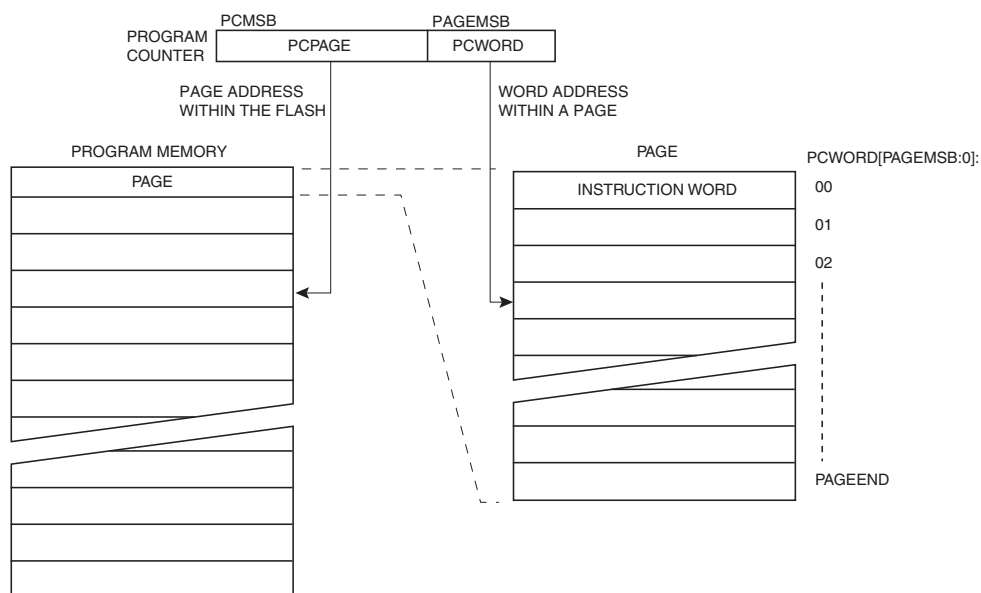 PCMSB
PAGEMSB
PROGRAM
COUNTER
PCPAGE
PCWORD
PAGE ADDRESS
WITHIN THE FLASH
WORD ADDRESS
WITHIN A PAGE
PROGRAM MEMORY
PAGE
PAGE
PCWORD[PAGEMSB:0]:
INSTRUCTION WORD
00
01
02
PAGEEND